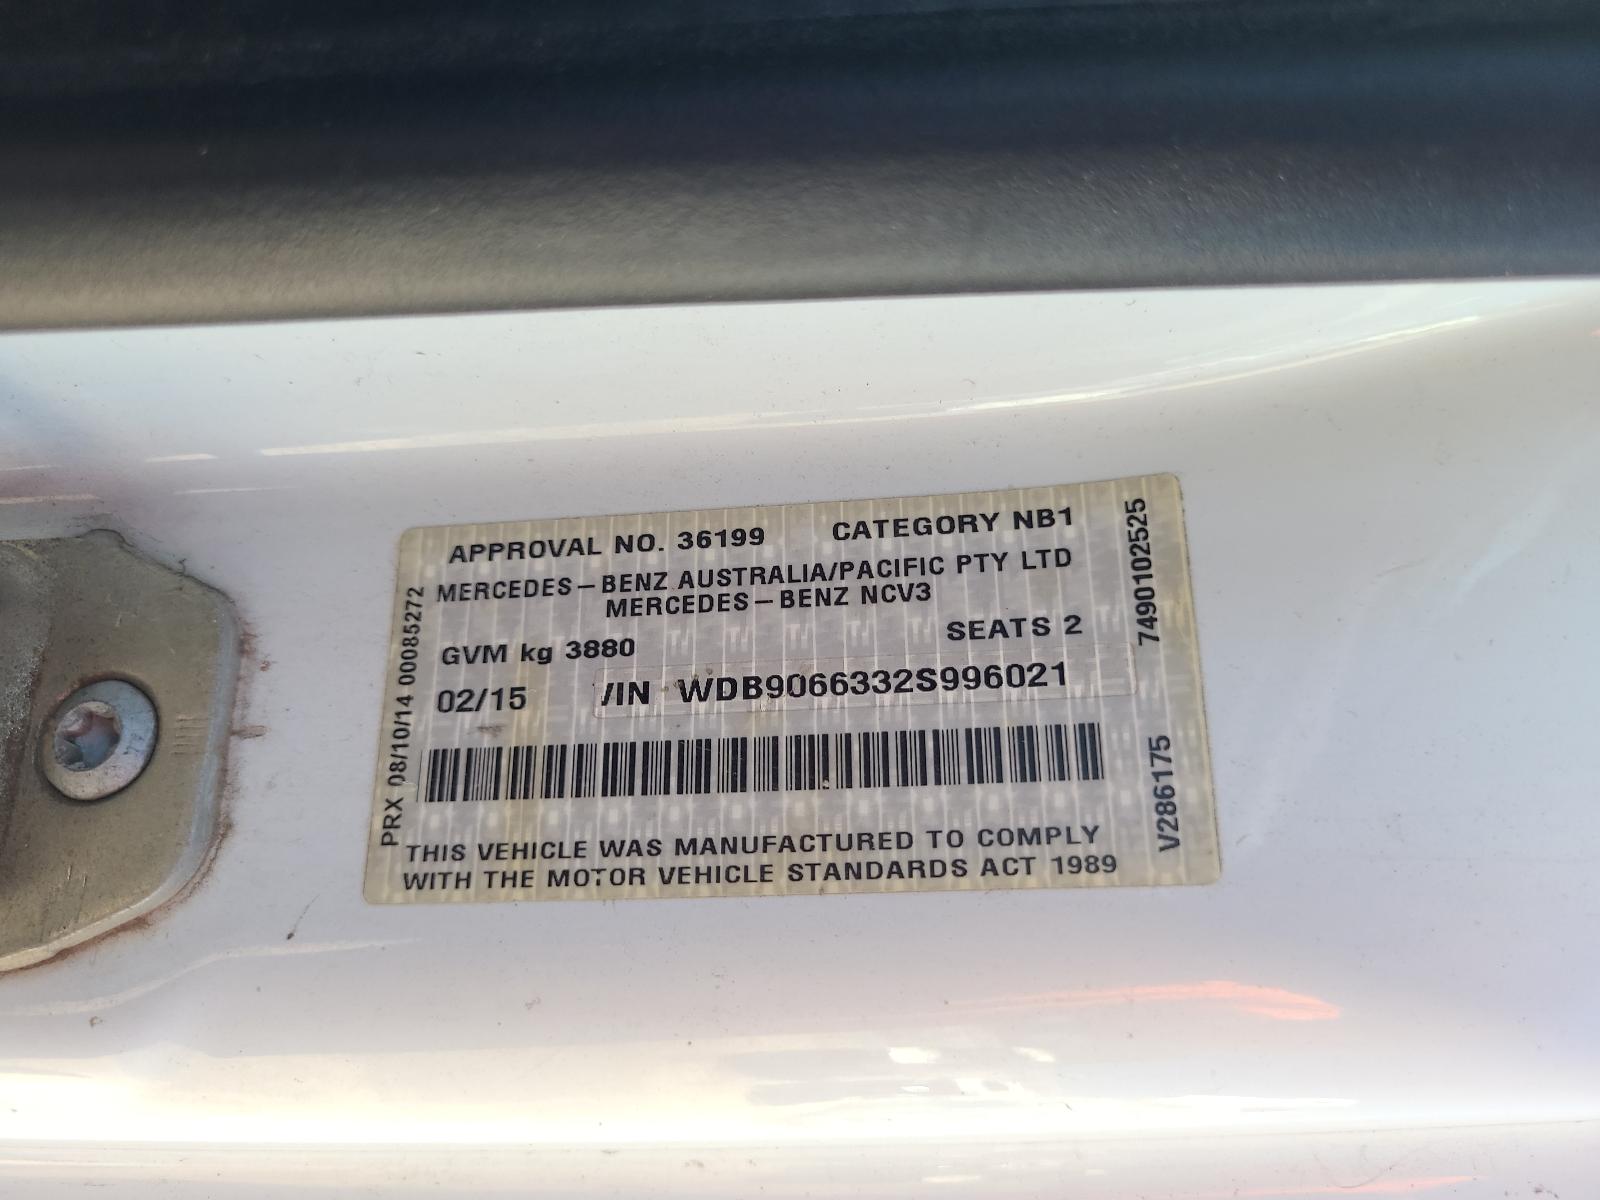 APPROVAL NO. 36199 CATEGORY NB1
MERCEDES-BENZ AUSTRALIA/PACIFIC PTY LTD
MERCEDES-BENZ NCV3
GVM kg 3880 SEATS 2
02/15 VIN WDB9066332S996021
THIS VEHICLE WAS MANUFACTURED TO COMPLY
WITH THE MOTOR VEHICLE STANDARDS ACT 1989
PRX 08/10/14 00085272
7490102525
V286175